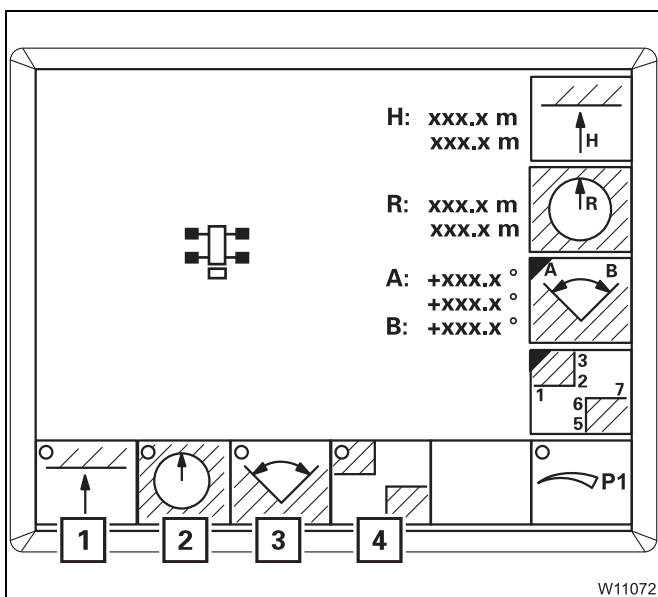 H: xxx.x m
xxx.x m
H
R: xxx.x m
xxx.x m
R
A: +xxx.x °
+xxx.x °
B: +xxx.x °
A B
3
1 2 7
6
5
P1
1 2 3 4
W11072